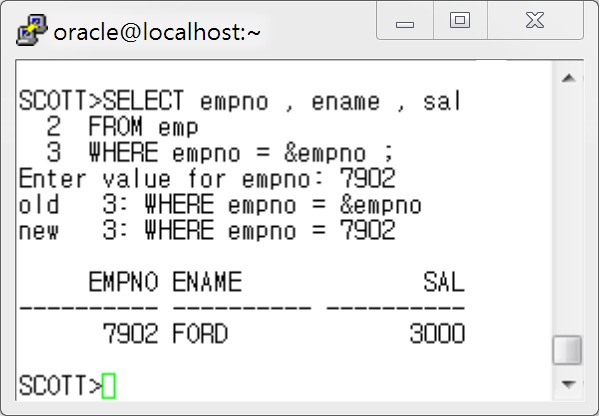 oracle@localhost:~
SCOTT>SELECT empno , ename , sal
  2  FROM emp
  3  WHERE empno = &empno ;
Enter value for empno: 7902
old   3: WHERE empno = &empno
new   3: WHERE empno = 7902
     EMPNO ENAME             SAL
---------- ---------- ----------
      7902 FORD             3000
SCOTT>